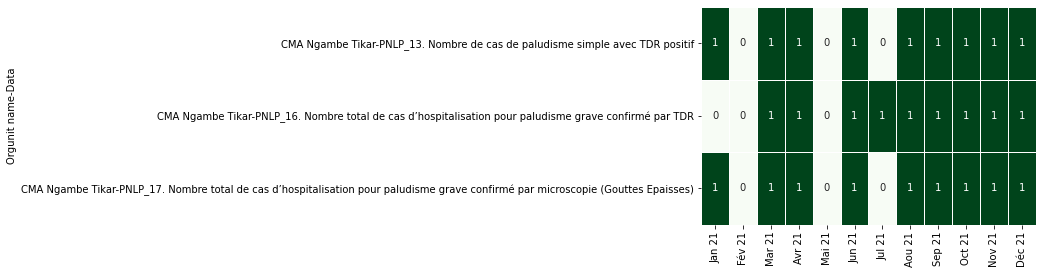 Orgunit name-Data
CMA Ngambe Tikar-PNLP_13. Nombre de cas de paludisme simple avec TDR positif
1 0 1 1 0 1 0 1 1 1 1 1
CMA Ngambe Tikar-PNLP_16. Nombre total de cas d’hospitalisation pour paludisme grave confirmé par TDR
0 0 1 1 0 1 1 1 1 1 1 1
CMA Ngambe Tikar-PNLP_17. Nombre total de cas d’hospitalisation pour paludisme grave confirmé par microscopie (Gouttes Epaisses)
1 0 1 1 0 1 0 1 1 1 1 1
Jan 21
Fév 21
Mar 21
Avr 21
Mai 21
Jun 21
Jul 21
Aou 21
Sep 21
Oct 21
Nov 21
Déc 21